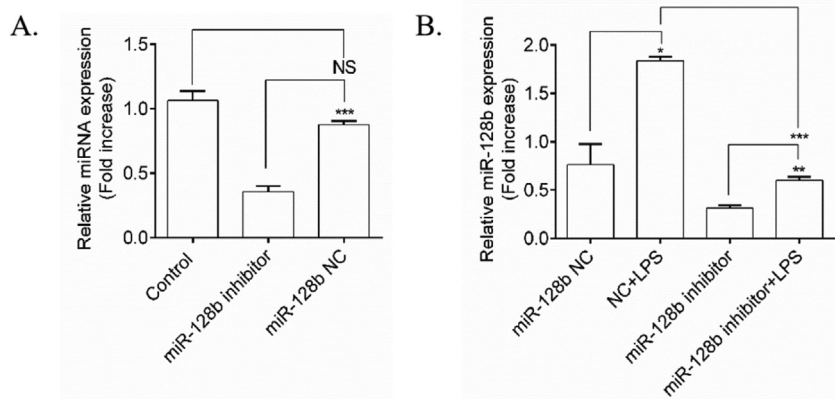 A.
Relative miRNA expression
(Fold increase)
1.5
1.0
0.5
0.0
NS
***
Control
miR-128b inhibitor
miR-128b NC
B.
Relative miR-128b expression
(Fold increase)
2.0
1.5
1.0
0.5
0.0
*
***
**
miR-128b NC
NC+LPS
miR-128b inhibitor
miR-128b inhibitor+LPS